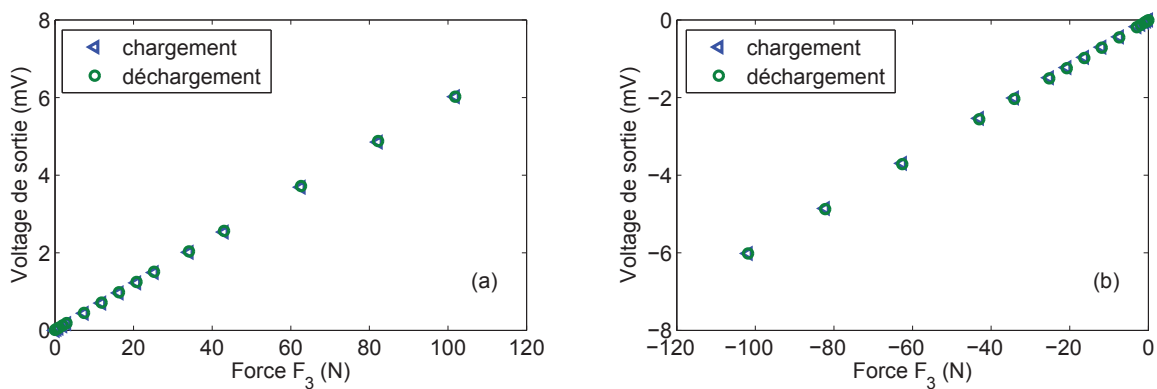 8
6
4
2
0
Voltage de sortie (mV)
chargement
déchargement
(a)
0 20 40 60 80 100 120
Force F₃ (N)
0
−2
−4
−6
−8
Voltage de sortie (mV)
chargement
déchargement
(b)
−120 −100 −80 −60 −40 −20 0
Force F₃ (N)